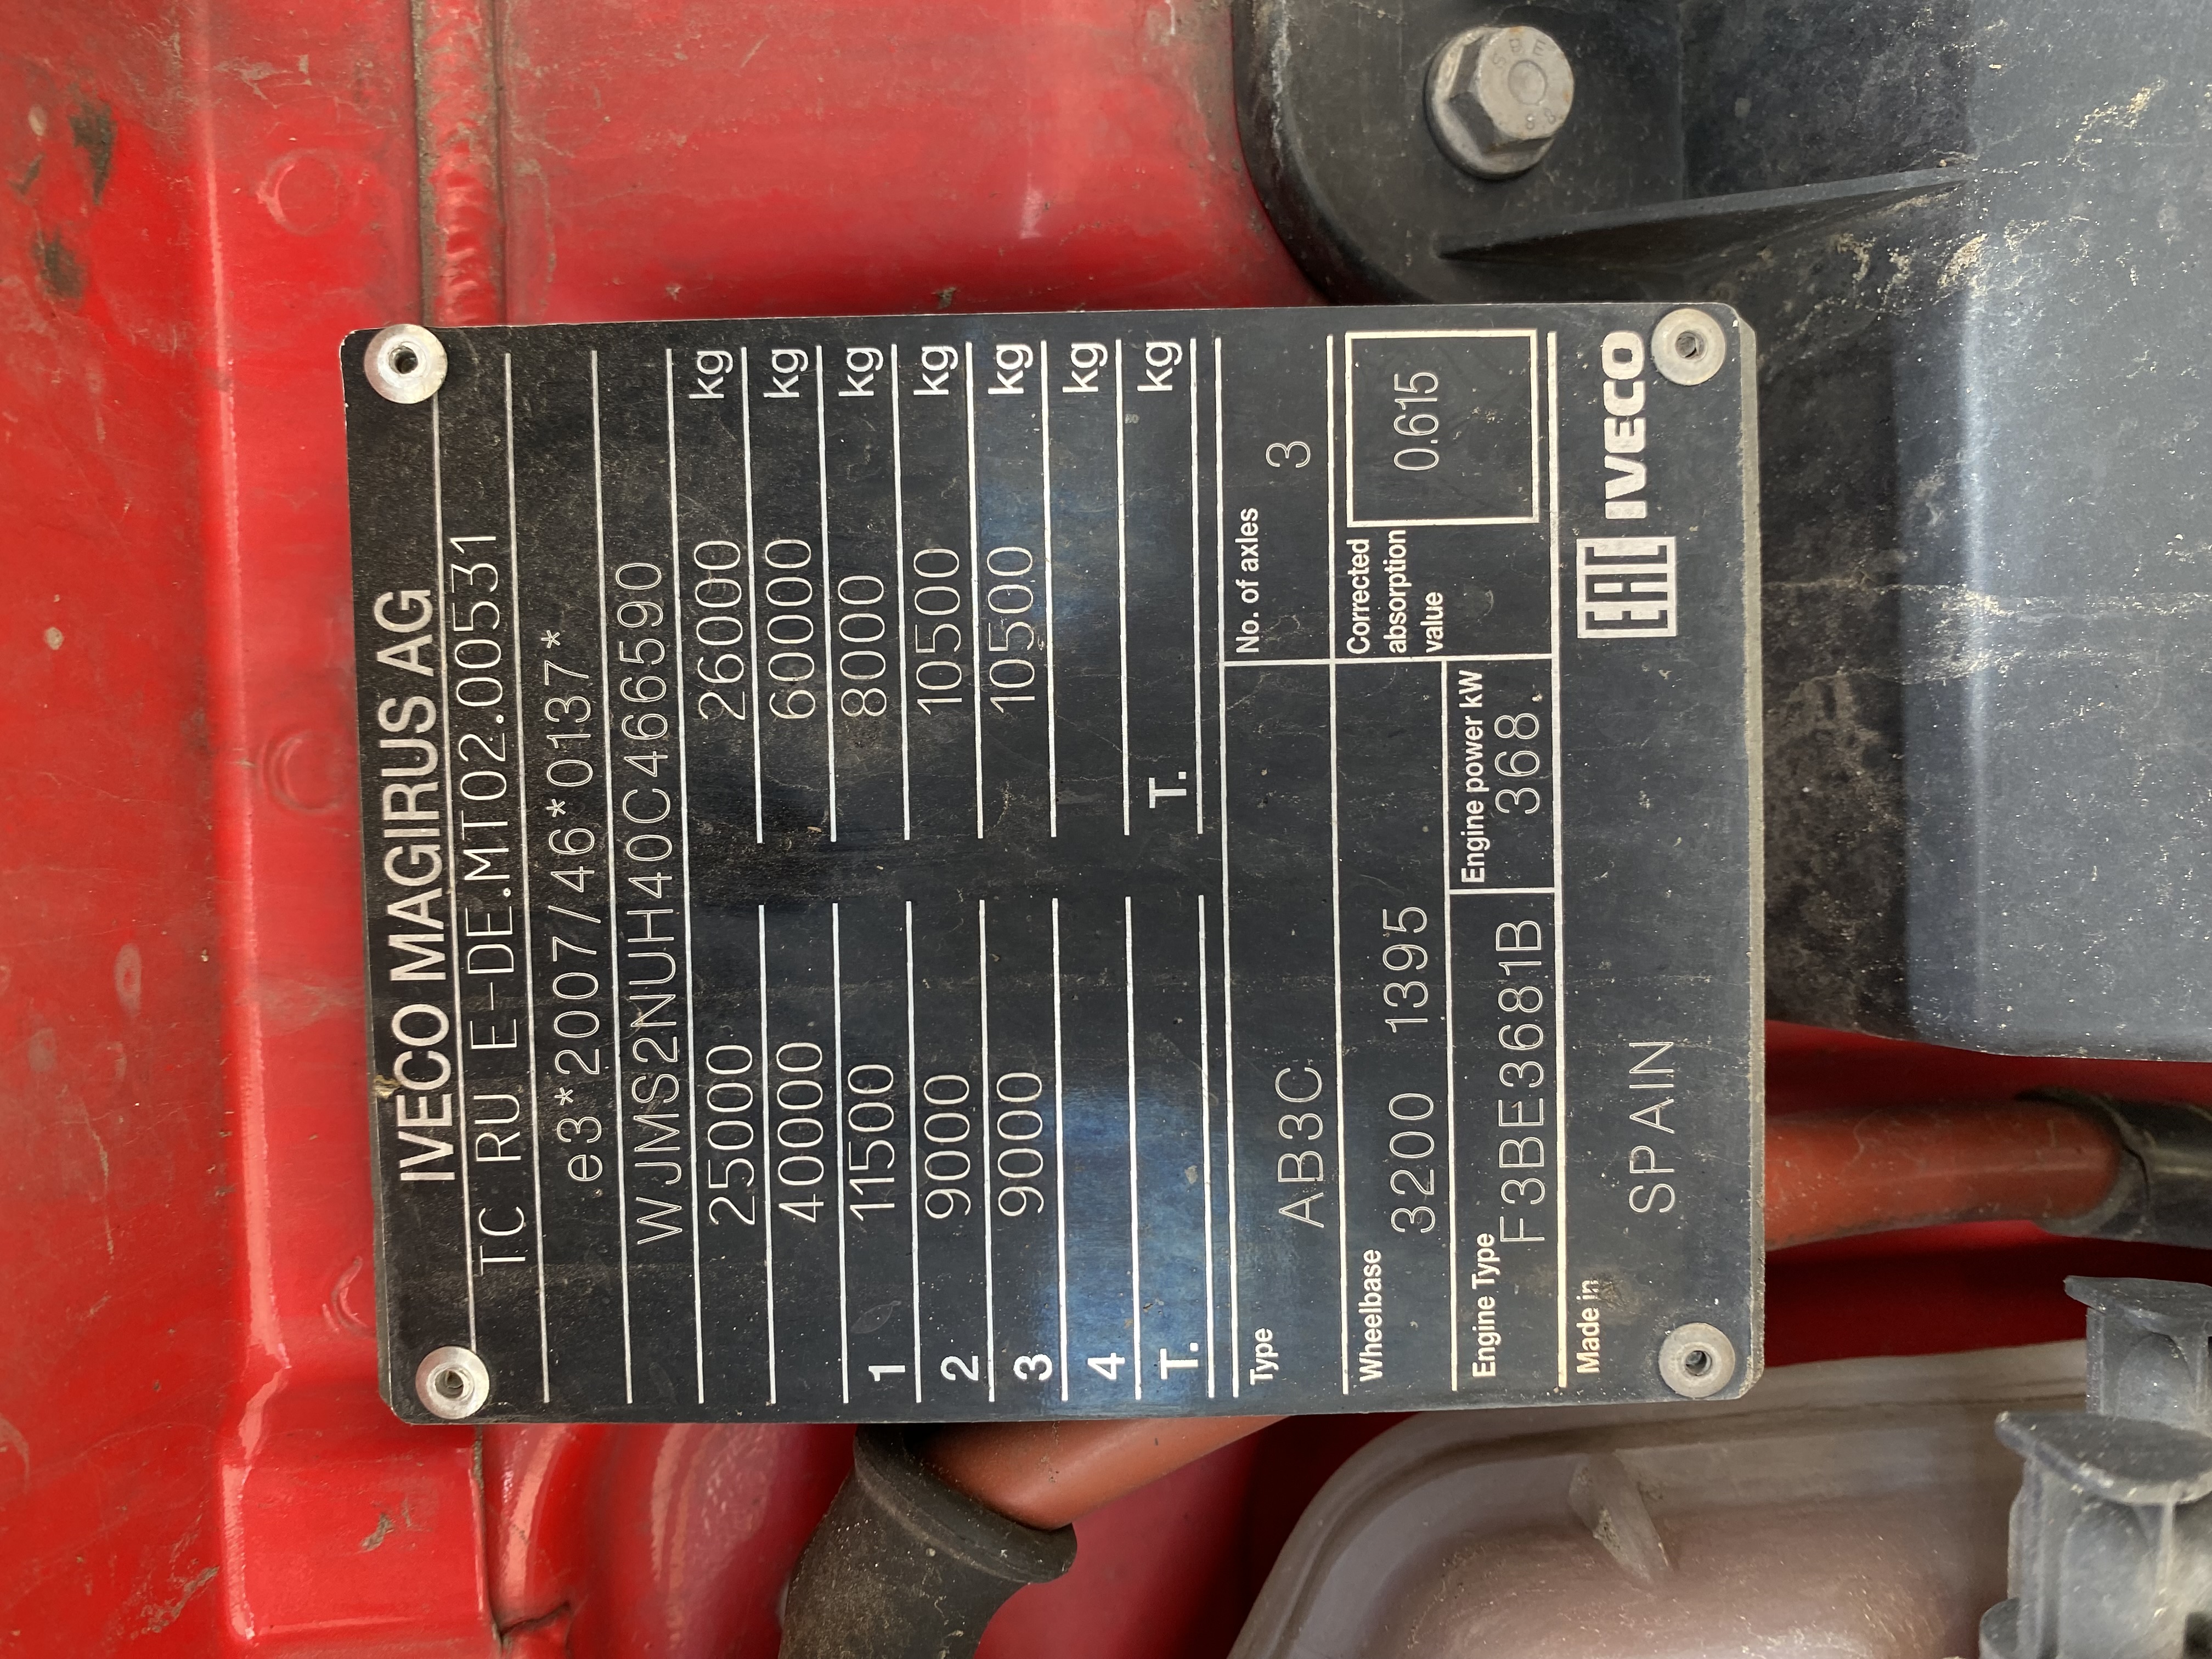 IVECO MAGIRUS AG
TC RU E-DE.MT02.00531
e3*2007/46*0137*
WJMS2NUH40C466590
25000 26000 kg
40000 60000 kg
1 11500 8000 kg
2 9000 10500 kg
3 9000 10500 kg
4 kg
T. T. kg
Type AB3C No. of axles 3
Wheelbase 3200 1395
Corrected absorption value 0.615
Engine Type F3BE3681B Engine power kW 368.
Made in SPAIN
EAC IVECO